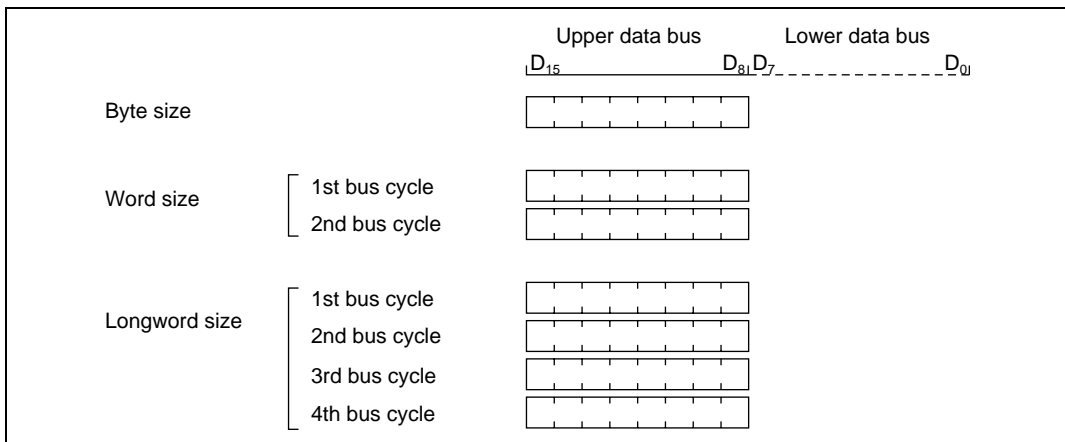 Upper data bus Lower data bus
D15 D8 D7 D0
Byte size
Word size
1st bus cycle
2nd bus cycle
Longword size
1st bus cycle
2nd bus cycle
3rd bus cycle
4th bus cycle